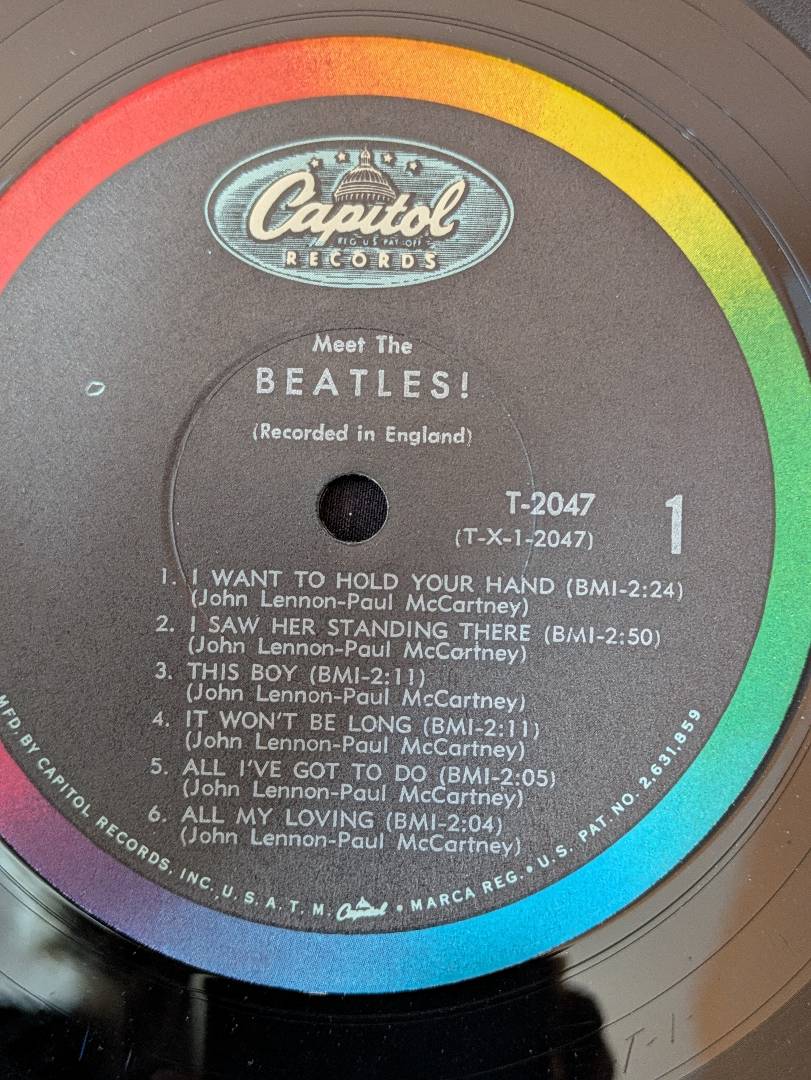 Capitol
REG U.S. PAT. OFF.
RECORDS
Meet The
BEATLES!
(Recorded in England)
T-2047
(T-X-1-2047)
1
1. I WANT TO HOLD YOUR HAND (BMI-2:24)
(John Lennon-Paul McCartney)
2. I SAW HER STANDING THERE (BMI-2:50)
(John Lennon-Paul McCartney)
3. THIS BOY (BMI-2:11)
(John Lennon-Paul McCartney)
4. IT WON'T BE LONG (BMI-2:11)
(John Lennon-Paul McCartney)
5. ALL I'VE GOT TO DO (BMI-2:05)
(John Lennon-Paul McCartney)
6. ALL MY LOVING (BMI-2:04)
(John Lennon-Paul McCartney)
MFD. BY CAPITOL RECORDS, INC., U. S. A. T. M. Capitol • MARCA REG. • U. S. PAT. NO. 2,631,859
T-1-